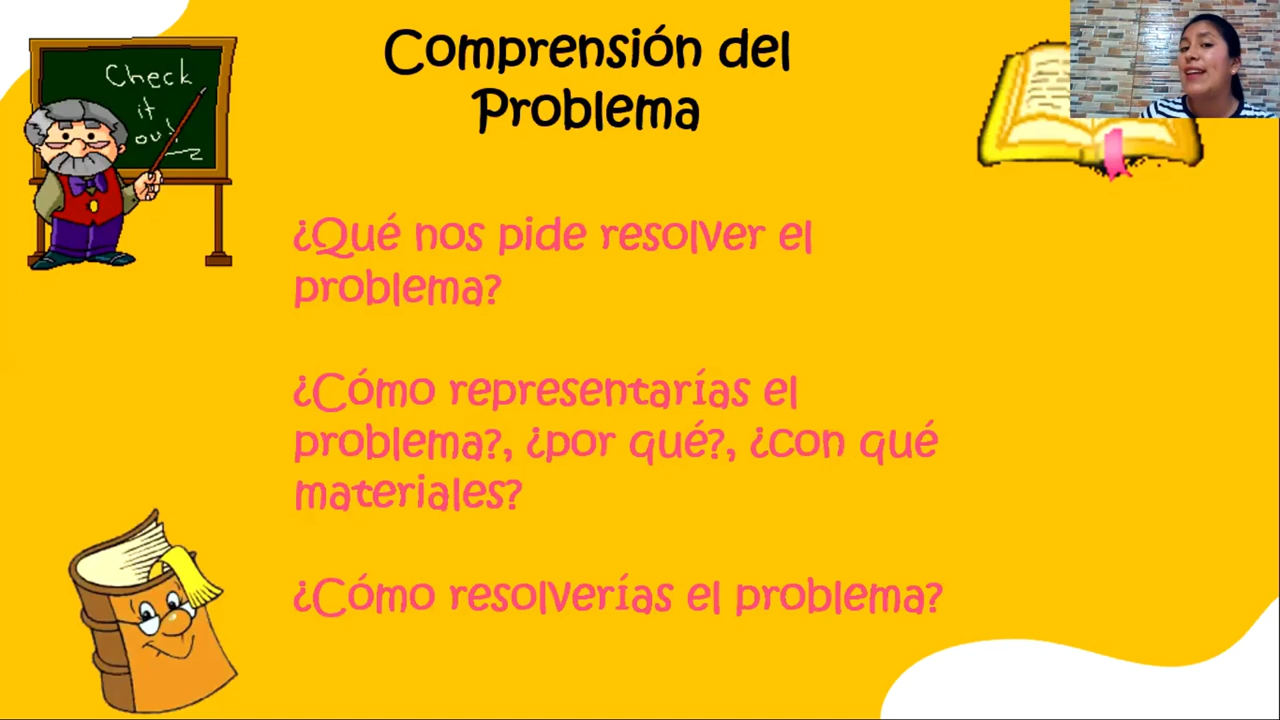 Comprensión del
Problema
Check
it
out!
¿Qué nos pide resolver el
problema?
¿Cómo representarías el
problema?, ¿por qué?, ¿con qué
materiales?
¿Cómo resolverías el problema?